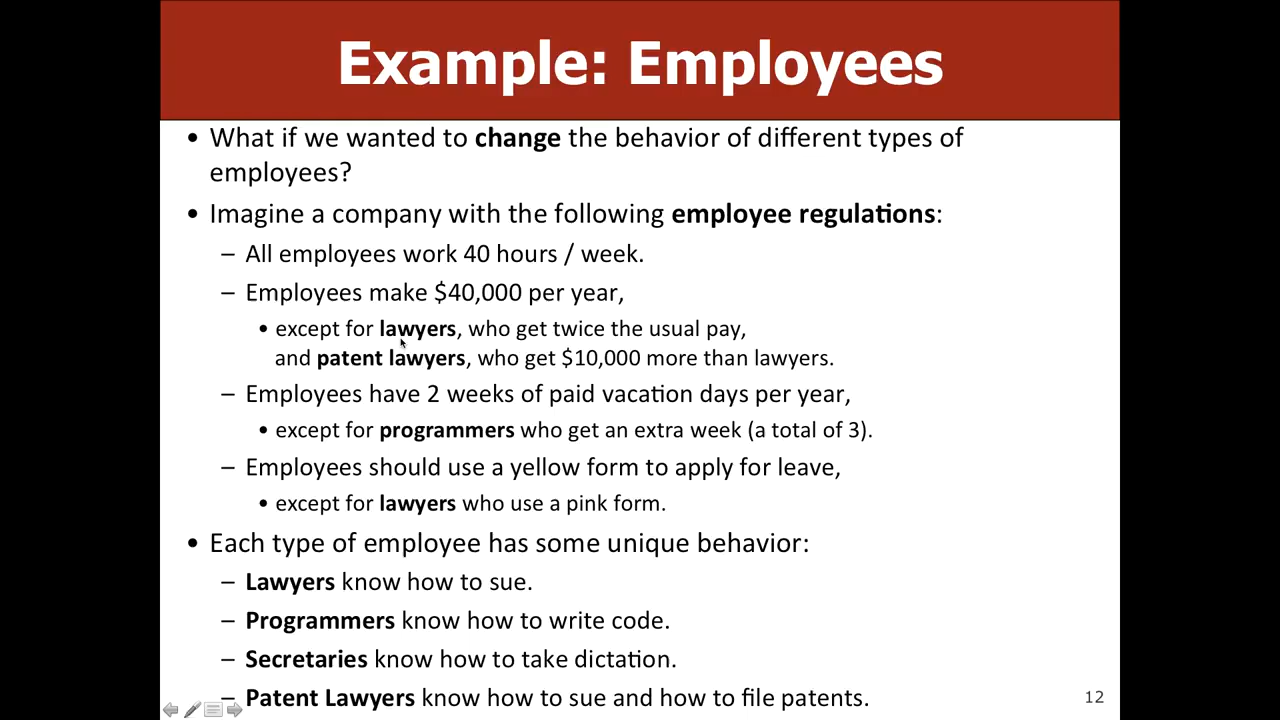 Example: Employees
• What if we wanted to change the behavior of different types of
employees?
• Imagine a company with the following employee regulations:
– All employees work 40 hours / week.
– Employees make $40,000 per year,
• except for lawyers, who get twice the usual pay,
and patent lawyers, who get $10,000 more than lawyers.
– Employees have 2 weeks of paid vacation days per year,
• except for programmers who get an extra week (a total of 3).
– Employees should use a yellow form to apply for leave,
• except for lawyers who use a pink form.
• Each type of employee has some unique behavior:
– Lawyers know how to sue.
– Programmers know how to write code.
– Secretaries know how to take dictation.
– Patent Lawyers know how to sue and how to file patents.
12